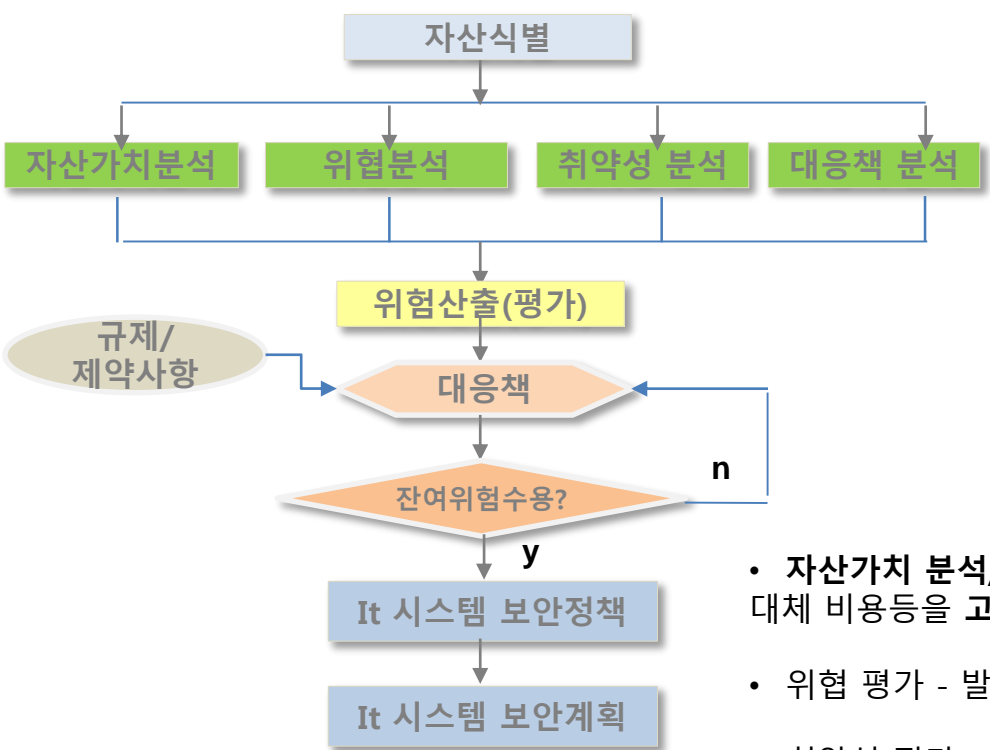 자산식별
자산가치분석
위협분석
취약성 분석
대응책 분석
위험산출(평가)
규제/
제약사항
대응책
잔여위험수용?
n
y
It 시스템 보안정책
It 시스템 보안계획
• 자산가치 분석/
대체 비용등을 고
• 위협 평가 - 발